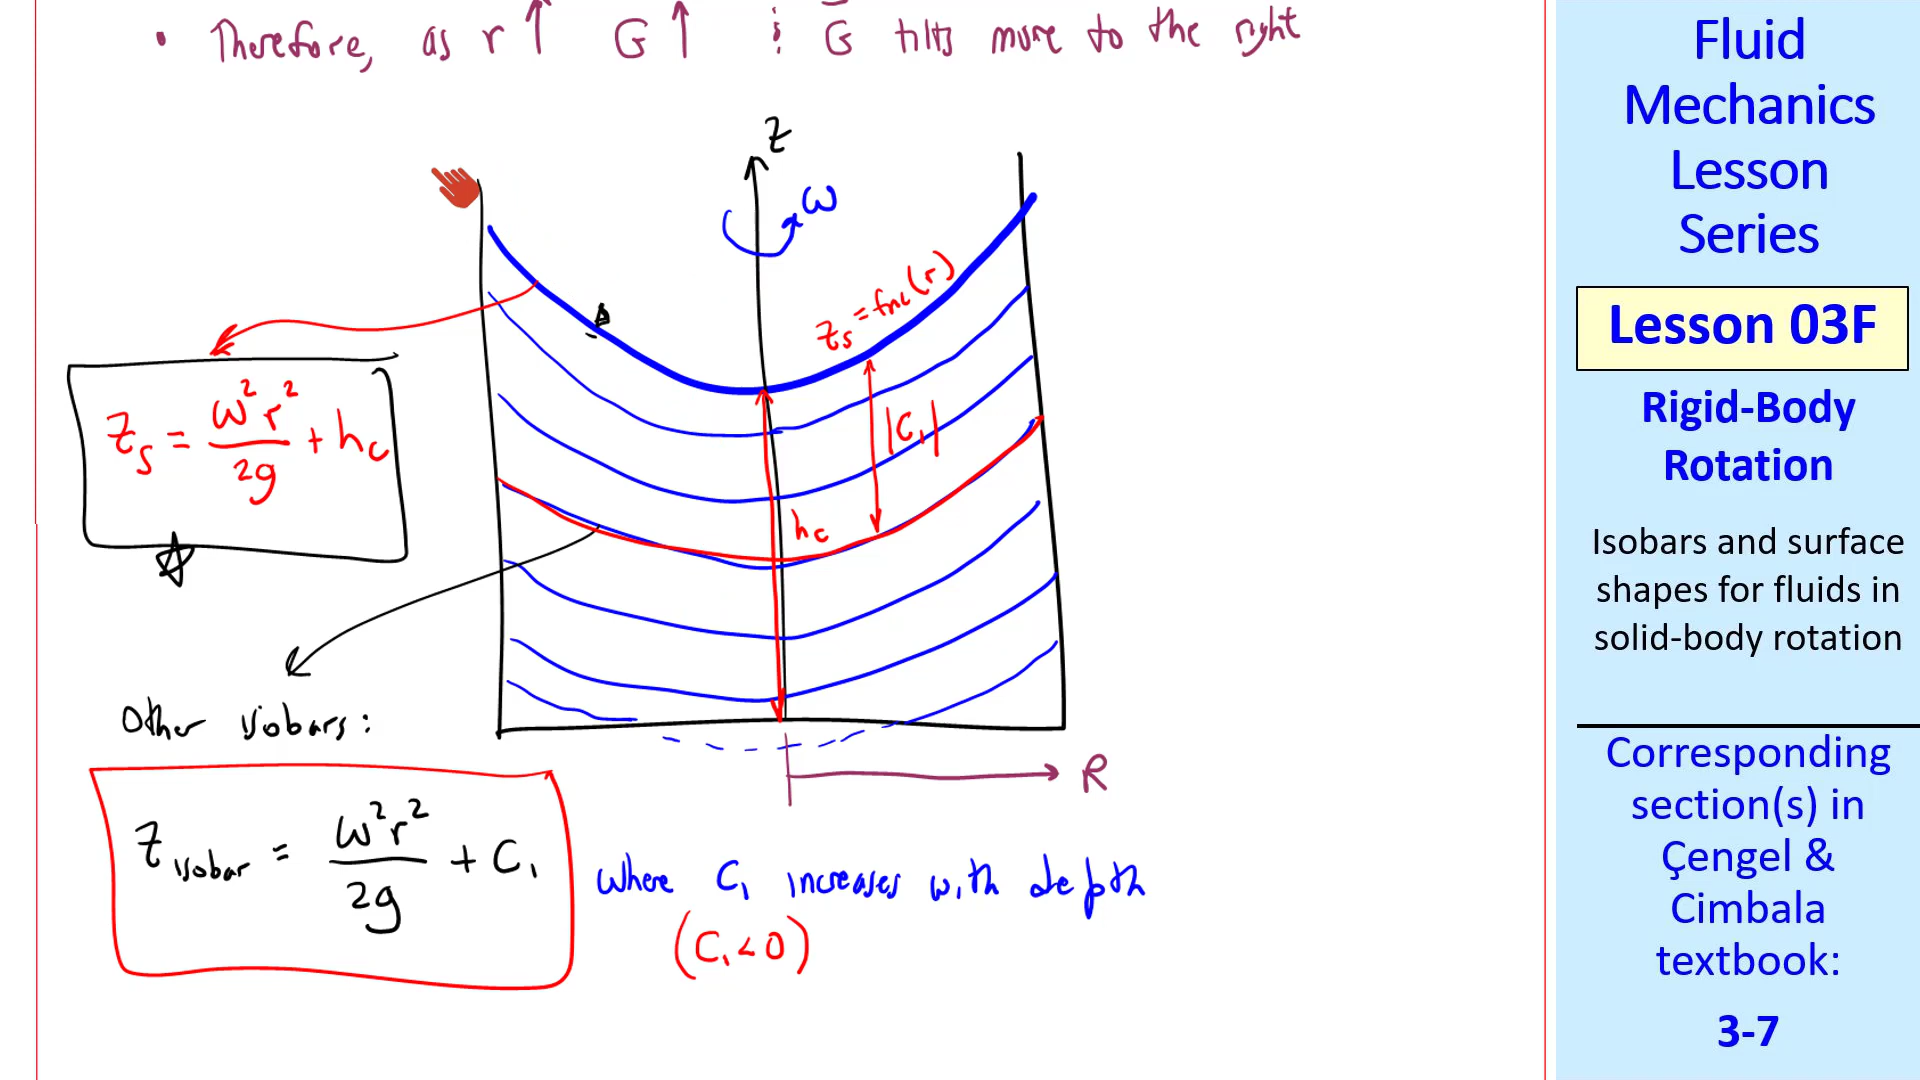 • Therefore, as r ↑ G ↑ & G̅ tilts more to the right
z
ω
z_s = fnc(r)
z_s = ω²r²/2g + h_c
|C₁|
h_c
Other isobars:
R
z_isobar = ω²r²/2g + C₁
where C₁ increases with depth
(C₁ < 0)
Fluid
Mechanics
Lesson
Series
Lesson 03F
Rigid-Body
Rotation
Isobars and surface
shapes for fluids in
solid-body rotation
Corresponding
section(s) in
Çengel &
Cimbala
textbook:
3-7